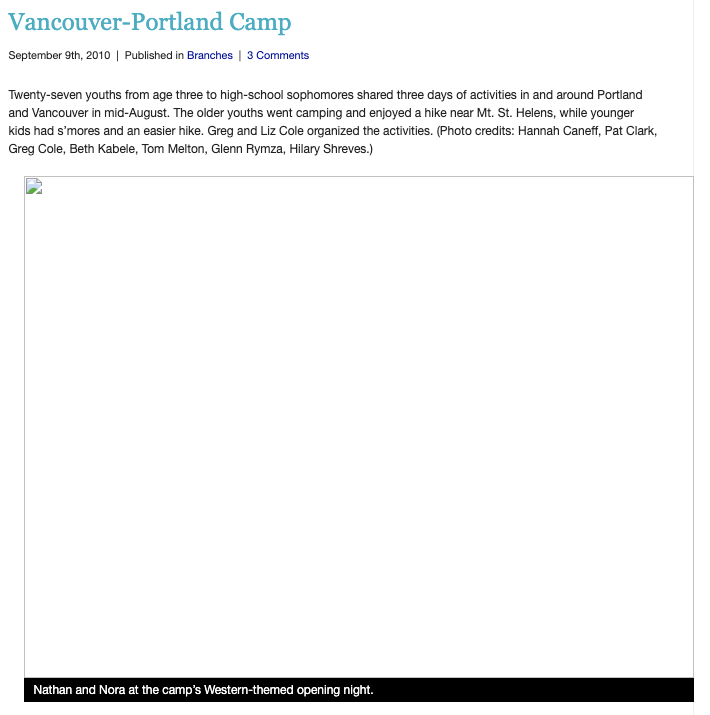 Vancouver-Portland Camp
September 9th, 2010 | Published in Branches | 3 Comments
Twenty-seven youths from age three to high-school sophomores shared three days of activities in and around Portland
and Vancouver in mid-August. The older youths went camping and enjoyed a hike near Mt. St. Helens, while younger
kids had s’mores and an easier hike. Greg and Liz Cole organized the activities. (Photo credits: Hannah Caneff, Pat Clark,
Greg Cole, Beth Kabele, Tom Melton, Glenn Rymza, Hilary Shreves.)
Nathan and Nora at the camp’s Western-themed opening night.